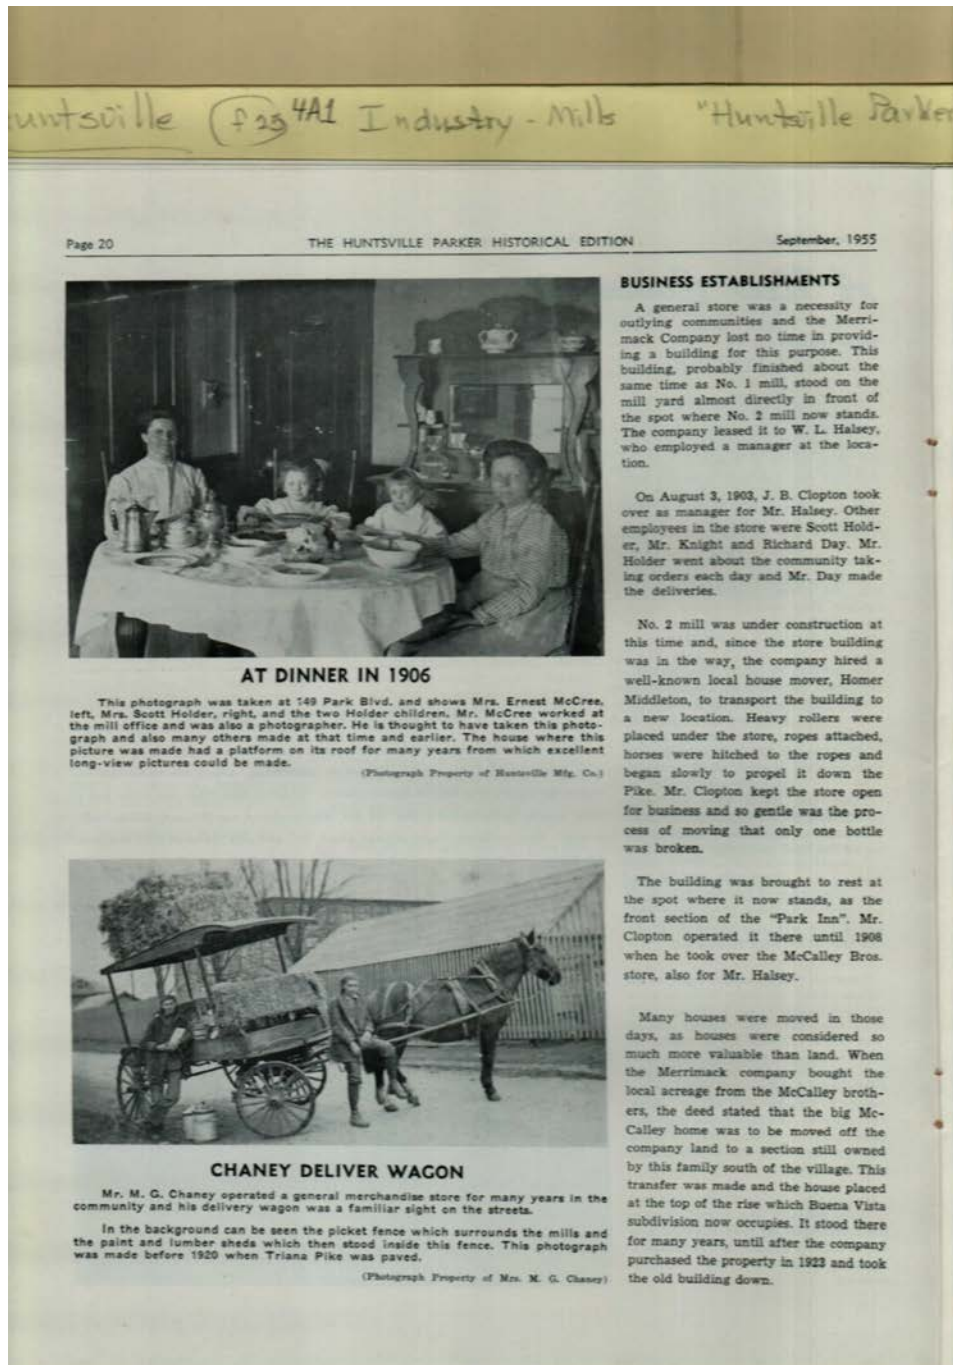 untsville (f 25) 4A1 Industry - Mills "Huntsville Parker
Page 20
THE HUNTSVILLE PARKER HISTORICAL EDITION
September, 1955
AT DINNER IN 1906
This photograph was taken at 149 Park Blvd. and shows Mrs. Ernest McCree,
left, Mrs. Scott Holder, right, and the two Holder children. Mr. McCree worked at
the mill office and was also a photographer. He is thought to have taken this photo-
graph and also many others made at that time and earlier. The house where this
picture was made had a platform on its roof for many years from which excellent
long-view pictures could be made.
(Photograph Property of Huntsville Mfg. Co.)
CHANEY DELIVER WAGON
Mr. M. G. Chaney operated a general merchandise store for many years in the
community and his delivery wagon was a familiar sight on the streets.
In the background can be seen the picket fence which surrounds the mills and
the paint and lumber sheds which then stood inside this fence. This photograph
was made before 1920 when Triana Pike was paved.
(Photograph Property of Mrs. M. G. Chaney)
BUSINESS ESTABLISHMENTS
A general store was a necessity for
outlying communities and the Merri-
mack Company lost no time in provid-
ing a building for this purpose. This
building, probably finished about the
same time as No. 1 mill, stood on the
mill yard almost directly in front of
the spot where No. 2 mill now stands.
The company leased it to W. L. Halsey,
who employed a manager at the loca-
tion.
On August 3, 1903, J. B. Clopton took
over as manager for Mr. Halsey. Other
employees in the store were Scott Hold-
er, Mr. Knight and Richard Day. Mr.
Holder went about the community tak-
ing orders each day and Mr. Day made
the deliveries.
No. 2 mill was under construction at
this time and, since the store building
was in the way, the company hired a
well-known local house mover, Homer
Middleton, to transport the building to
a new location. Heavy rollers were
placed under the store, ropes attached,
horses were hitched to the ropes and
began slowly to propel it down the
Pike. Mr. Clopton kept the store open
for business and so gentle was the pro-
cess of moving that only one bottle
was broken.
The building was brought to rest at
the spot where it now stands, as the
front section of the "Park Inn". Mr.
Clopton operated it there until 1908
when he took over the McCalley Bros.
store, also for Mr. Halsey.
Many houses were moved in those
days, as houses were considered so
much more valuable than land. When
the Merrimack company bought the
local acreage from the McCalley broth-
ers, the deed stated that the big Mc-
Calley home was to be moved off the
company land to a section still owned
by this family south of the village. This
transfer was made and the house placed
at the top of the rise which Buena Vista
subdivision now occupies. It stood there
for many years, until after the company
purchased the property in 1923 and took
the old building down.